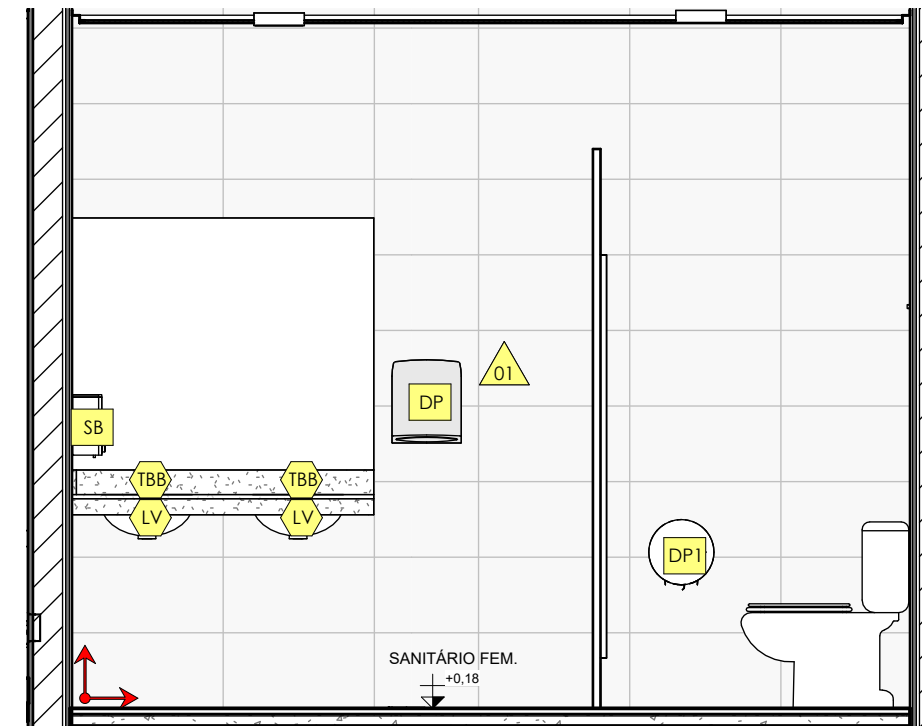 01
DP
SB
TBB TBB
LV LV
DP1
SANITÁRIO FEM.
+0,18